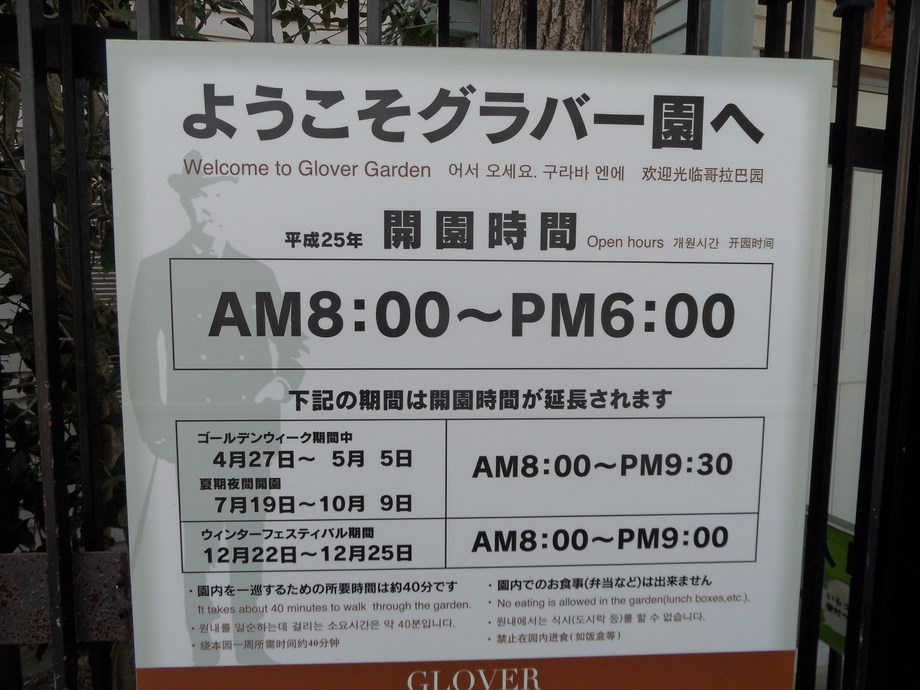 ようこそグラバー園へ
Welcome to Glover Garden 어서 오세요. 구라바 엔에 欢迎光临哥拉巴园
平成25年 開園時間 Open hours 개원시간 开园时间
AM8:00～PM6:00
下記の期間は開園時間が延長されます
ゴールデンウィーク期間中
4月27日～ 5月 5日
夏期夜間開園
7月19日～10月 9日
AM8:00～PM9:30
ウィンターフェスティバル期間
12月22日～12月25日
AM8:00～PM9:00
・園内を一巡するための所要時間は約40分です
It takes about 40 minutes to walk through the garden.
・원내를 일순하는데 걸리는 소요시간은 약 40분입니다.
・绕本园一周所需时间约40分钟
・園内でのお食事(弁当など)は出来ません
・No eating is allowed in the garden(lunch boxes,etc.).
・원내에서는 식사(도시락 등)를 할 수 없습니다.
・禁止在园内进食(如饭盒等)
GLOVER